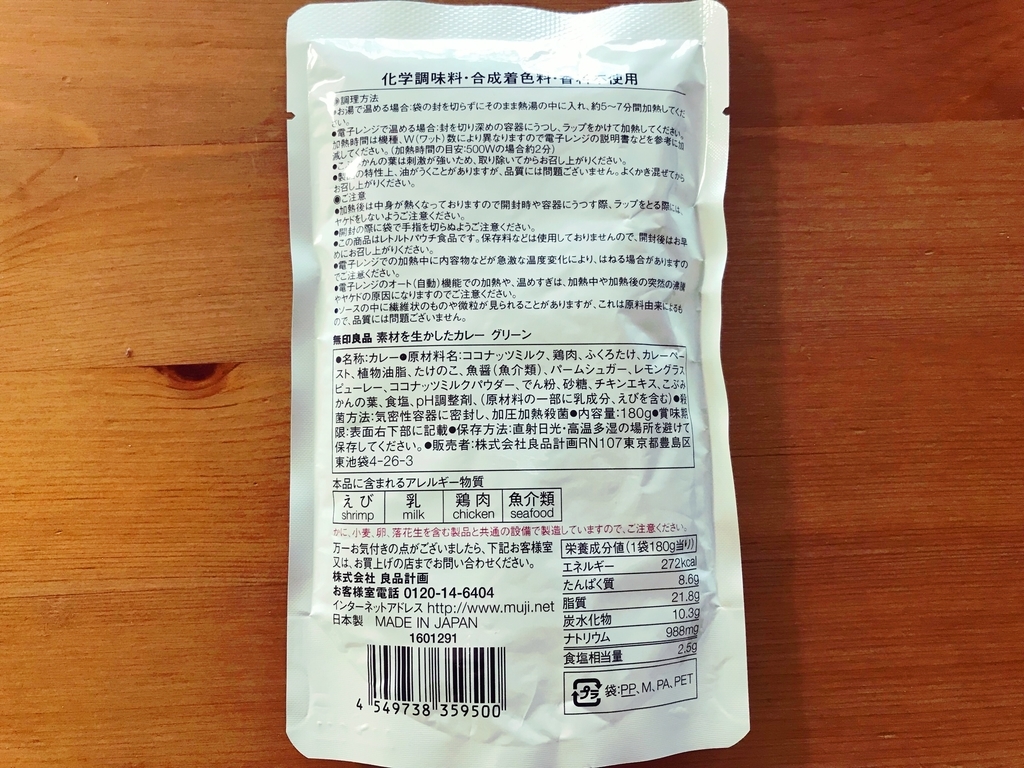 化学調味料・合成着色料・香料不使用
◉調理方法
●お湯で温める場合:袋の封を切らずにそのまま熱湯の中に入れ、約5〜7分間加熱してくだ
さい。
●電子レンジで温める場合:封を切り深めの容器にうつし、ラップをかけて加熱してください。
加熱時間は機種、W(ワット)数により異なりますので電子レンジの説明書などを参考に加
減してください。(加熱時間の目安:500Wの場合約2分)
●こぶみかんの葉は刺激が強いため、取り除いてからお召し上がりください。
●製品の特性上、油がうくことがありますが、品質には問題ございません。よくかき混ぜてから
お召し上がりください。
◉ご注意
●加熱後は中身が熱くなっておりますので開封時や容器にうつす際、ラップをとる際には、
ヤケドをしないようご注意ください。
●開封の際に袋で手指を切らぬようご注意ください。
●この商品はレトルトパウチ食品です。保存料などは使用しておりませんので、開封後はお早
めにお召し上がりください。
●電子レンジでの加熱中に内容物などが急激な温度変化により、はねる場合がありますの
でご注意ください。
●電子レンジのオート(自動)機能での加熱や、温めすぎは、加熱中や加熱後の突然の沸騰
やヤケドの原因になりますのでご注意ください。
●ソースの中に繊維状のものや微粒が見られることがありますが、これは原料由来によるも
ので、品質には問題ございません。
無印良品 素材を生かしたカレー グリーン
●名称:カレー●原材料名:ココナッツミルク、鶏肉、ふくろたけ、カレーペー
スト、植物油脂、たけのこ、魚醤(魚介類)、パームシュガー、レモングラス
ピューレー、ココナッツミルクパウダー、でん粉、砂糖、チキンエキス、こぶみ
かんの葉、食塩、pH調整剤、(原材料の一部に乳成分、えびを含む)●殺
菌方法:気密性容器に密封し、加圧加熱殺菌●内容量:180g●賞味期
限:表面右下部に記載●保存方法:直射日光・高温多湿の場所を避けて
保存してください。●販売者:株式会社良品計画RN107東京都豊島区
東池袋4-26-3
本品に含まれるアレルギー物質
えび 乳 鶏肉 魚介類
shrimp milk chicken seafood
かに、小麦、卵、落花生を含む製品と共通の設備で製造していますので、ご注意ください。
万一お気付きの点がございましたら、下記お客様室
又は、お買上げの店までお問い合わせください。
株式会社 良品計画
お客様室電話 0120-14-6404
インターネットアドレス http://www.muji.net
日本製 MADE IN JAPAN
1601291
4 549738 359500
栄養成分値(1袋180g当り)
エネルギー 272kcal
たんぱく質 8.6g
脂質 21.8g
炭水化物 10.3g
ナトリウム 988mg
食塩相当量 2.5g
プラ 袋:PP、M、PA、PET